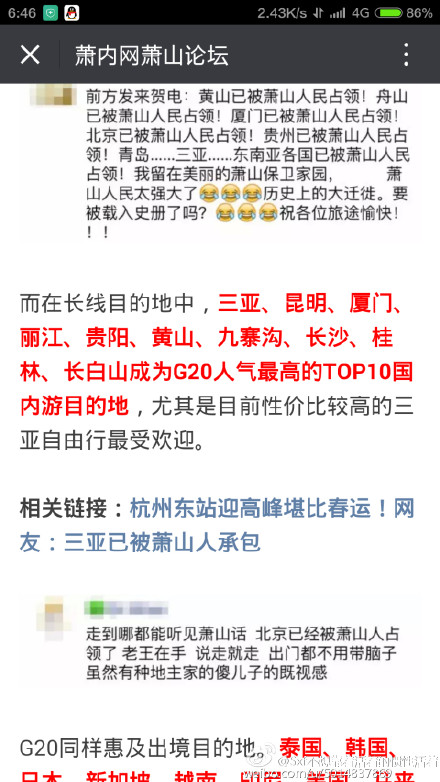 6:46
2.43K/s
4G
86%
萧内网萧山论坛
前方发来贺电：黄山已被萧山人民占领！舟山
已被萧山人民占领！厦门已被萧山人民占领！
北京已被萧山人民占领！贵州已被萧山人民占
领！青岛......三亚......东南亚各国已被萧山人民
占领！我留在美丽的萧山保卫家园， 萧
山人民太强大了😂😂😂历史上的大迁徙。要
被载入史册了吗？😂😂😂祝各位旅途愉快！
！！
而在长线目的地中，三亚、昆明、厦门、
丽江、贵阳、黄山、九寨沟、长沙、桂
林、长白山成为G20人气最高的TOP10国
内游目的地，尤其是目前性价比较高的三
亚自由行最受欢迎。
相关链接：杭州东站迎高峰堪比春运！网
友：三亚已被萧山人承包
走到哪都能听见萧山话 北京已经被萧山人占
领了 老王在手 说走就走 出门都不用带脑子
虽然有种地主家的傻儿子的既视感
G20同样惠及出境目的地。泰国、韩国、
日本、新加坡、越南、